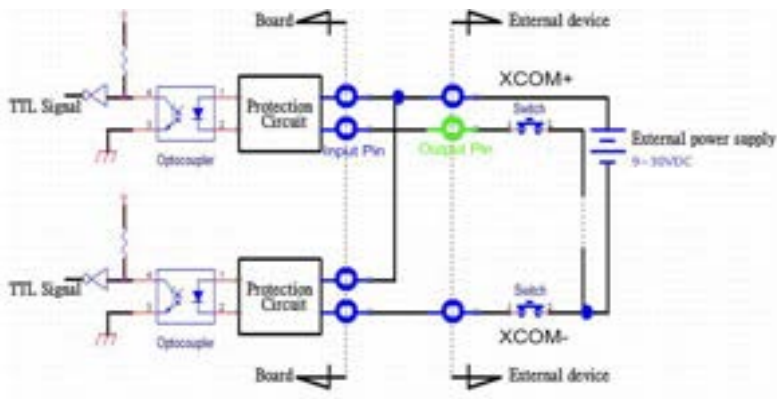 Board
External device
XCOM+
TTL Signal
Protection
Circuit
Switch
Optocoupler
Input Pin
Output Pin
External power supply
9~30VDC
TTL Signal
Protection
Circuit
Switch
Optocoupler
XCOM-
Board
External device